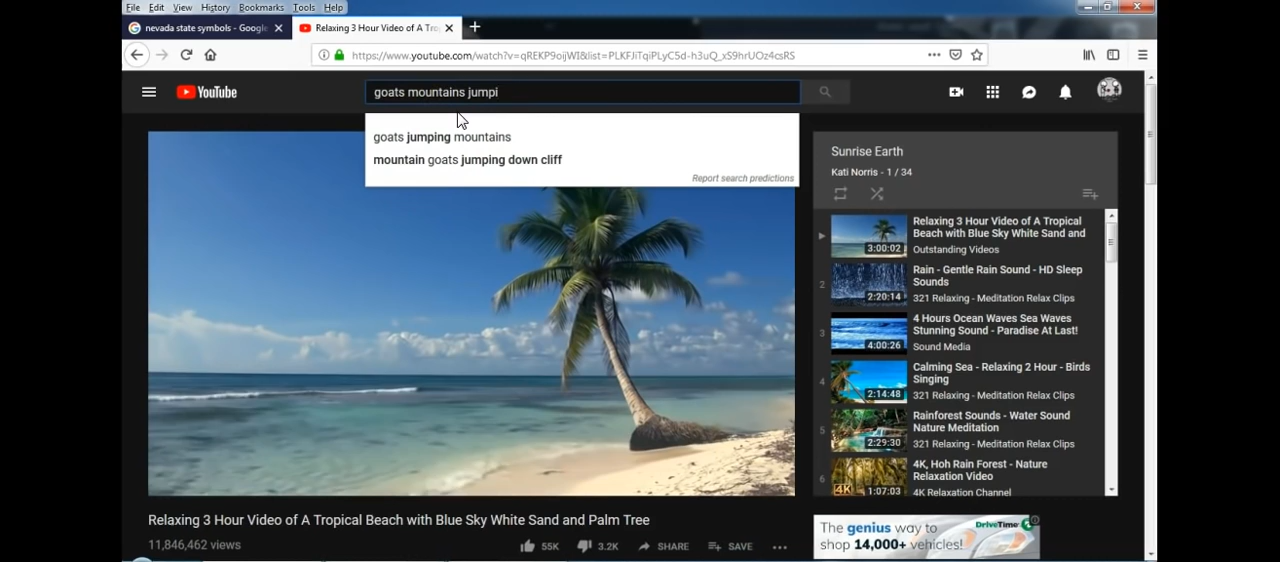 File Edit View History Bookmarks Tools Help
nevada state symbols - Google
Relaxing 3 Hour Video of A Tro
https://www.youtube.com/watch?v=qREKP9oijWI&list=PLKFJiTqiPLyC5d-h3uQ_xS9hrUOz4csRS
YouTube
goats mountains jumpi
goats jumping mountains
mountain goats jumping down cliff
Report search predictions
Sunrise Earth
Kati Norris - 1 / 34
3:00:02
Relaxing 3 Hour Video of A Tropical
Beach with Blue Sky White Sand and
Outstanding Videos
2
2:20:14
Rain - Gentle Rain Sound - HD Sleep
Sounds
321 Relaxing - Meditation Relax Clips
3
4:00:26
4 Hours Ocean Waves Sea Waves
Stunning Sound - Paradise At Last!
Sound Media
4
2:14:48
Calming Sea - Relaxing 2 Hour - Birds
Singing
321 Relaxing - Meditation Relax Clips
5
2:29:30
Rainforest Sounds - Water Sound
Nature Meditation
321 Relaxing - Meditation Relax Clips
6
4K
1:07:03
4K, Hoh Rain Forest - Nature
Relaxation Video
4K Relaxation Channel
Relaxing 3 Hour Video of A Tropical Beach with Blue Sky White Sand and Palm Tree
11,846,462 views
55K 3.2K SHARE SAVE
The genius way to
shop 14,000+ vehicles!
DriveTime